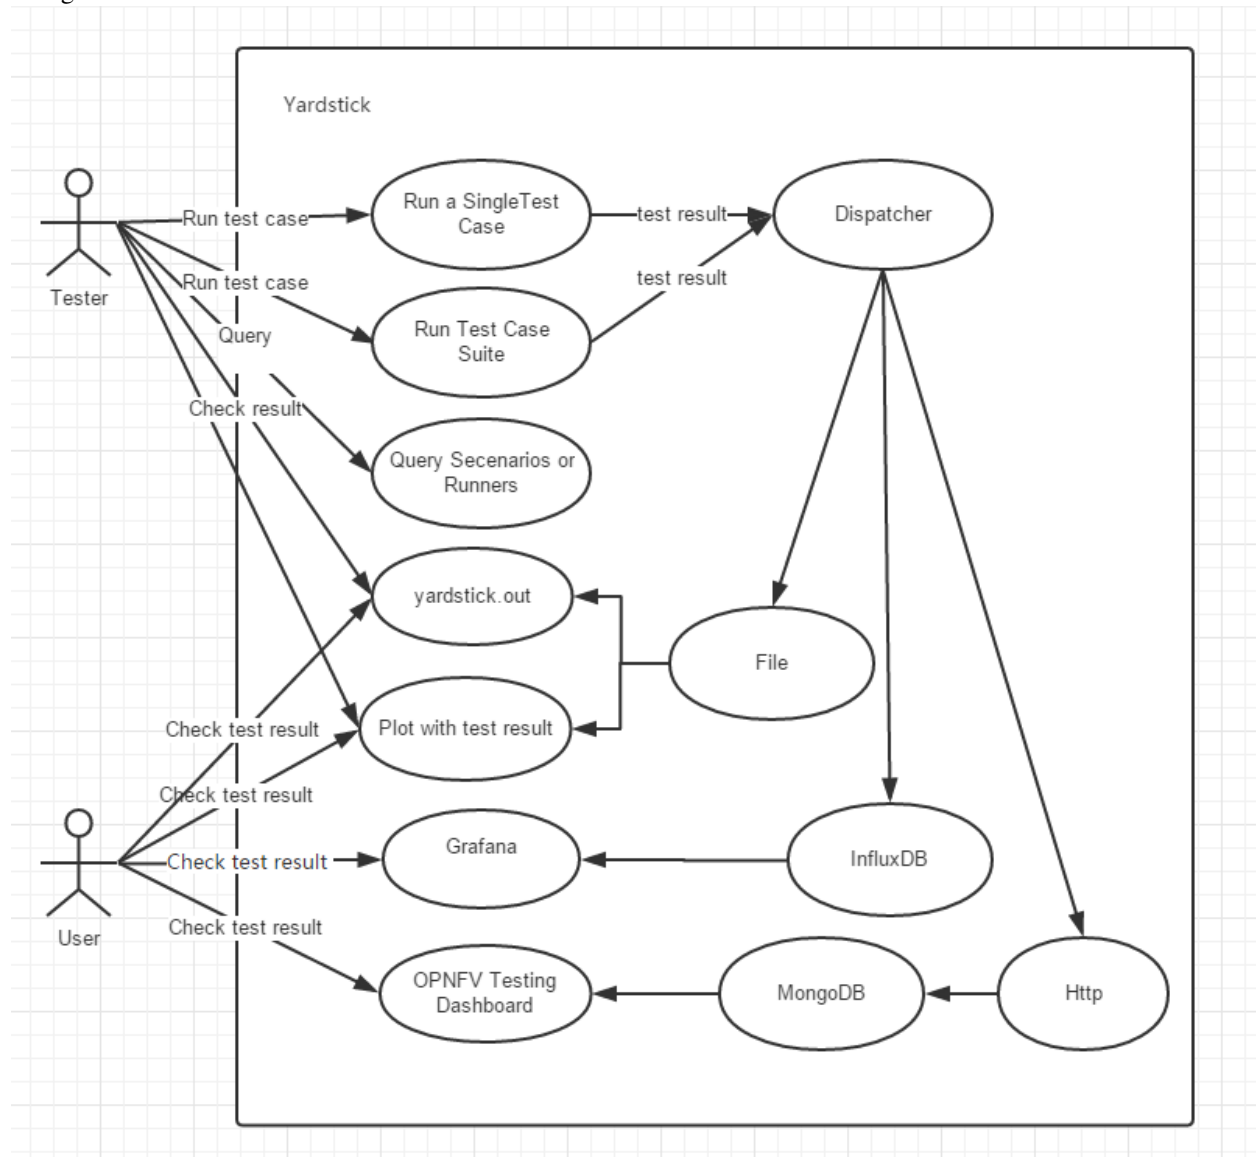 Yardstick
Run a SingleTest
Case
Run test case
test result
Dispatcher
Tester
Run test case
test result
Run Test Case
Suite
Query
Check result
Query Secenarios or
Runners
yardstick.out
File
Check test result
Plot with test result
Check test result
Grafana
Check test result
InfluxDB
User
Check test result
OPNFV Testing
Dashboard
MongoDB
Http